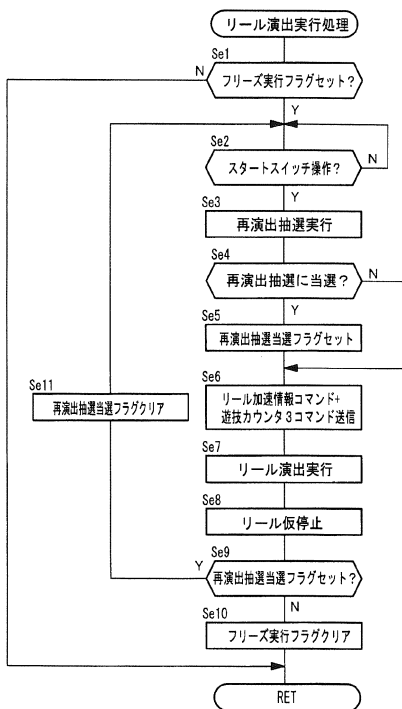 リール演出実行処理
Se1
N
フリーズ実行フラグセット？
Y
Se2
スタートスイッチ操作？
N
Y
Se3
再演出抽選実行
Se4
再演出抽選に当選？
N
Y
Se5
再演出抽選当選フラグセット
Se6
リール加速情報コマンド+
遊技カウンタ３コマンド送信
Se11
再演出抽選当選フラグクリア
Se7
リール演出実行
Se8
リール仮停止
Se9
Y
再演出抽選当選フラグセット？
N
Se10
フリーズ実行フラグクリア
RET